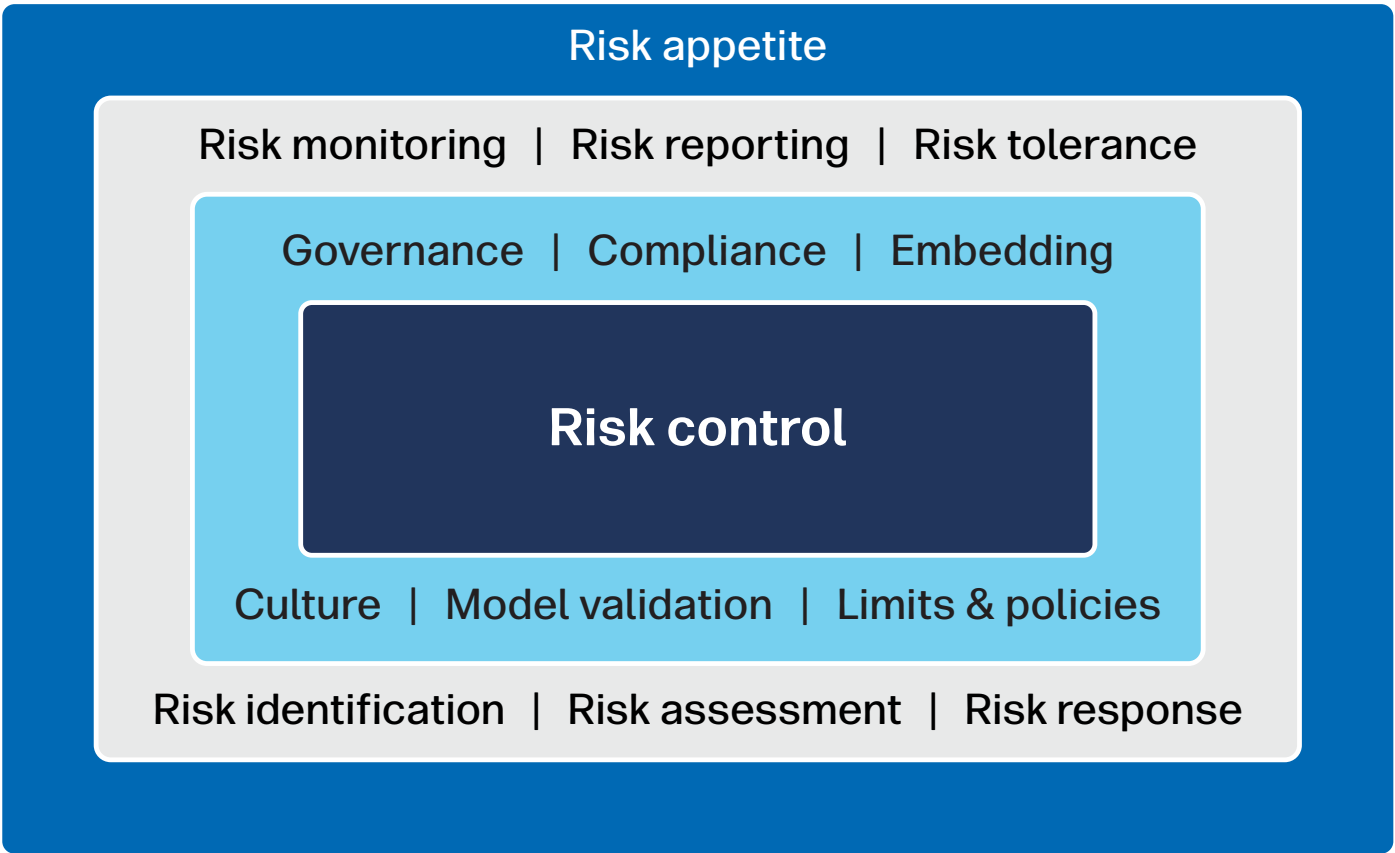 Risk appetite
Risk monitoring | Risk reporting | Risk tolerance
Governance | Compliance | Embedding
Risk control
Culture | Model validation | Limits & policies
Risk identification | Risk assessment | Risk response